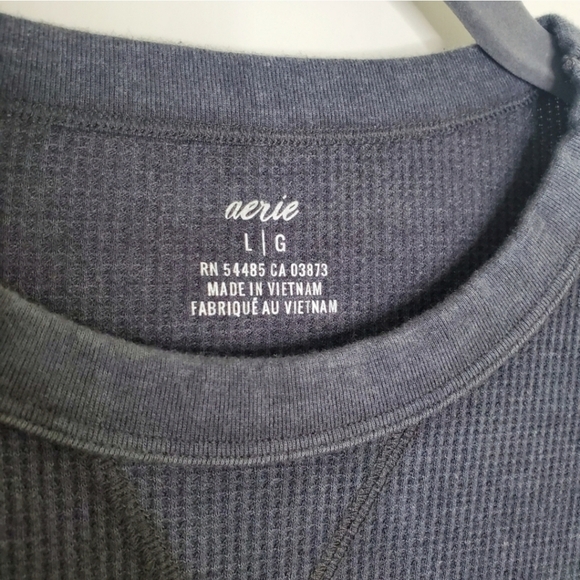 aerie
L | G
RN 54485 CA 03873
MADE IN VIETNAM
FABRIQUÉ AU VIETNAM